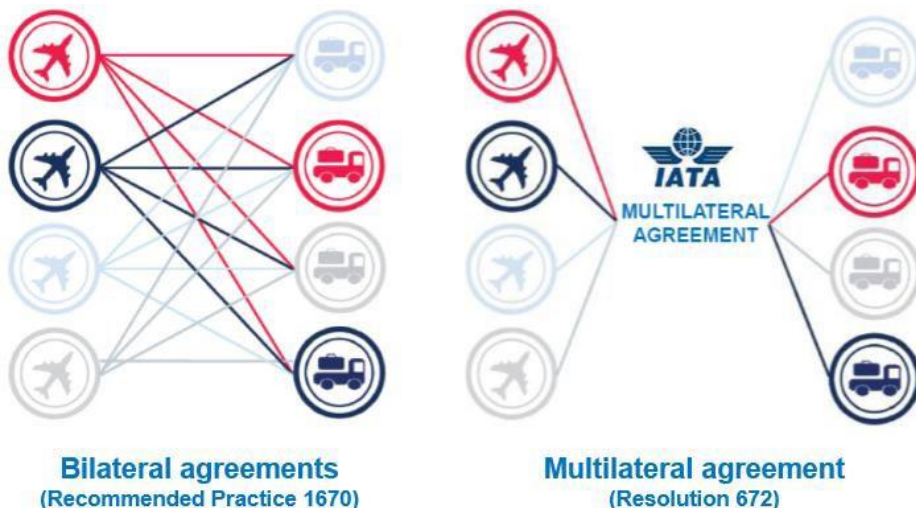 IATA
MULTILATERAL
AGREEMENT
Bilateral agreements
(Recommended Practice 1670)
Multilateral agreement
(Resolution 672)